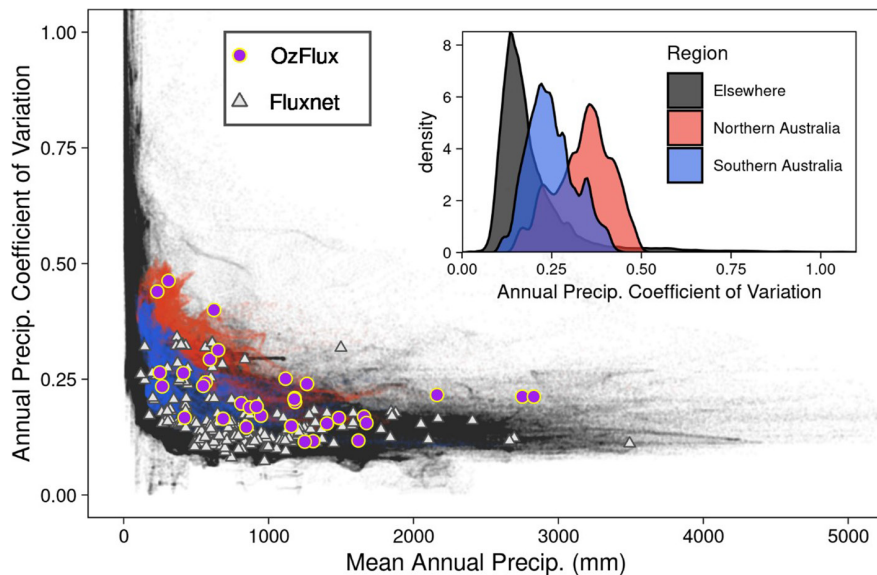 Annual Precip. Coefficient of Variation
1.00
0.75
0.50
0.25
0.00
OzFlux
Fluxnet
density
8
6
4
2
0
Region
Elsewhere
Northern Australia
Southern Australia
0.00 0.25 0.50 0.75 1.00
Annual Precip. Coefficient of Variation
0 1000 2000 3000 4000 5000
Mean Annual Precip. (mm)